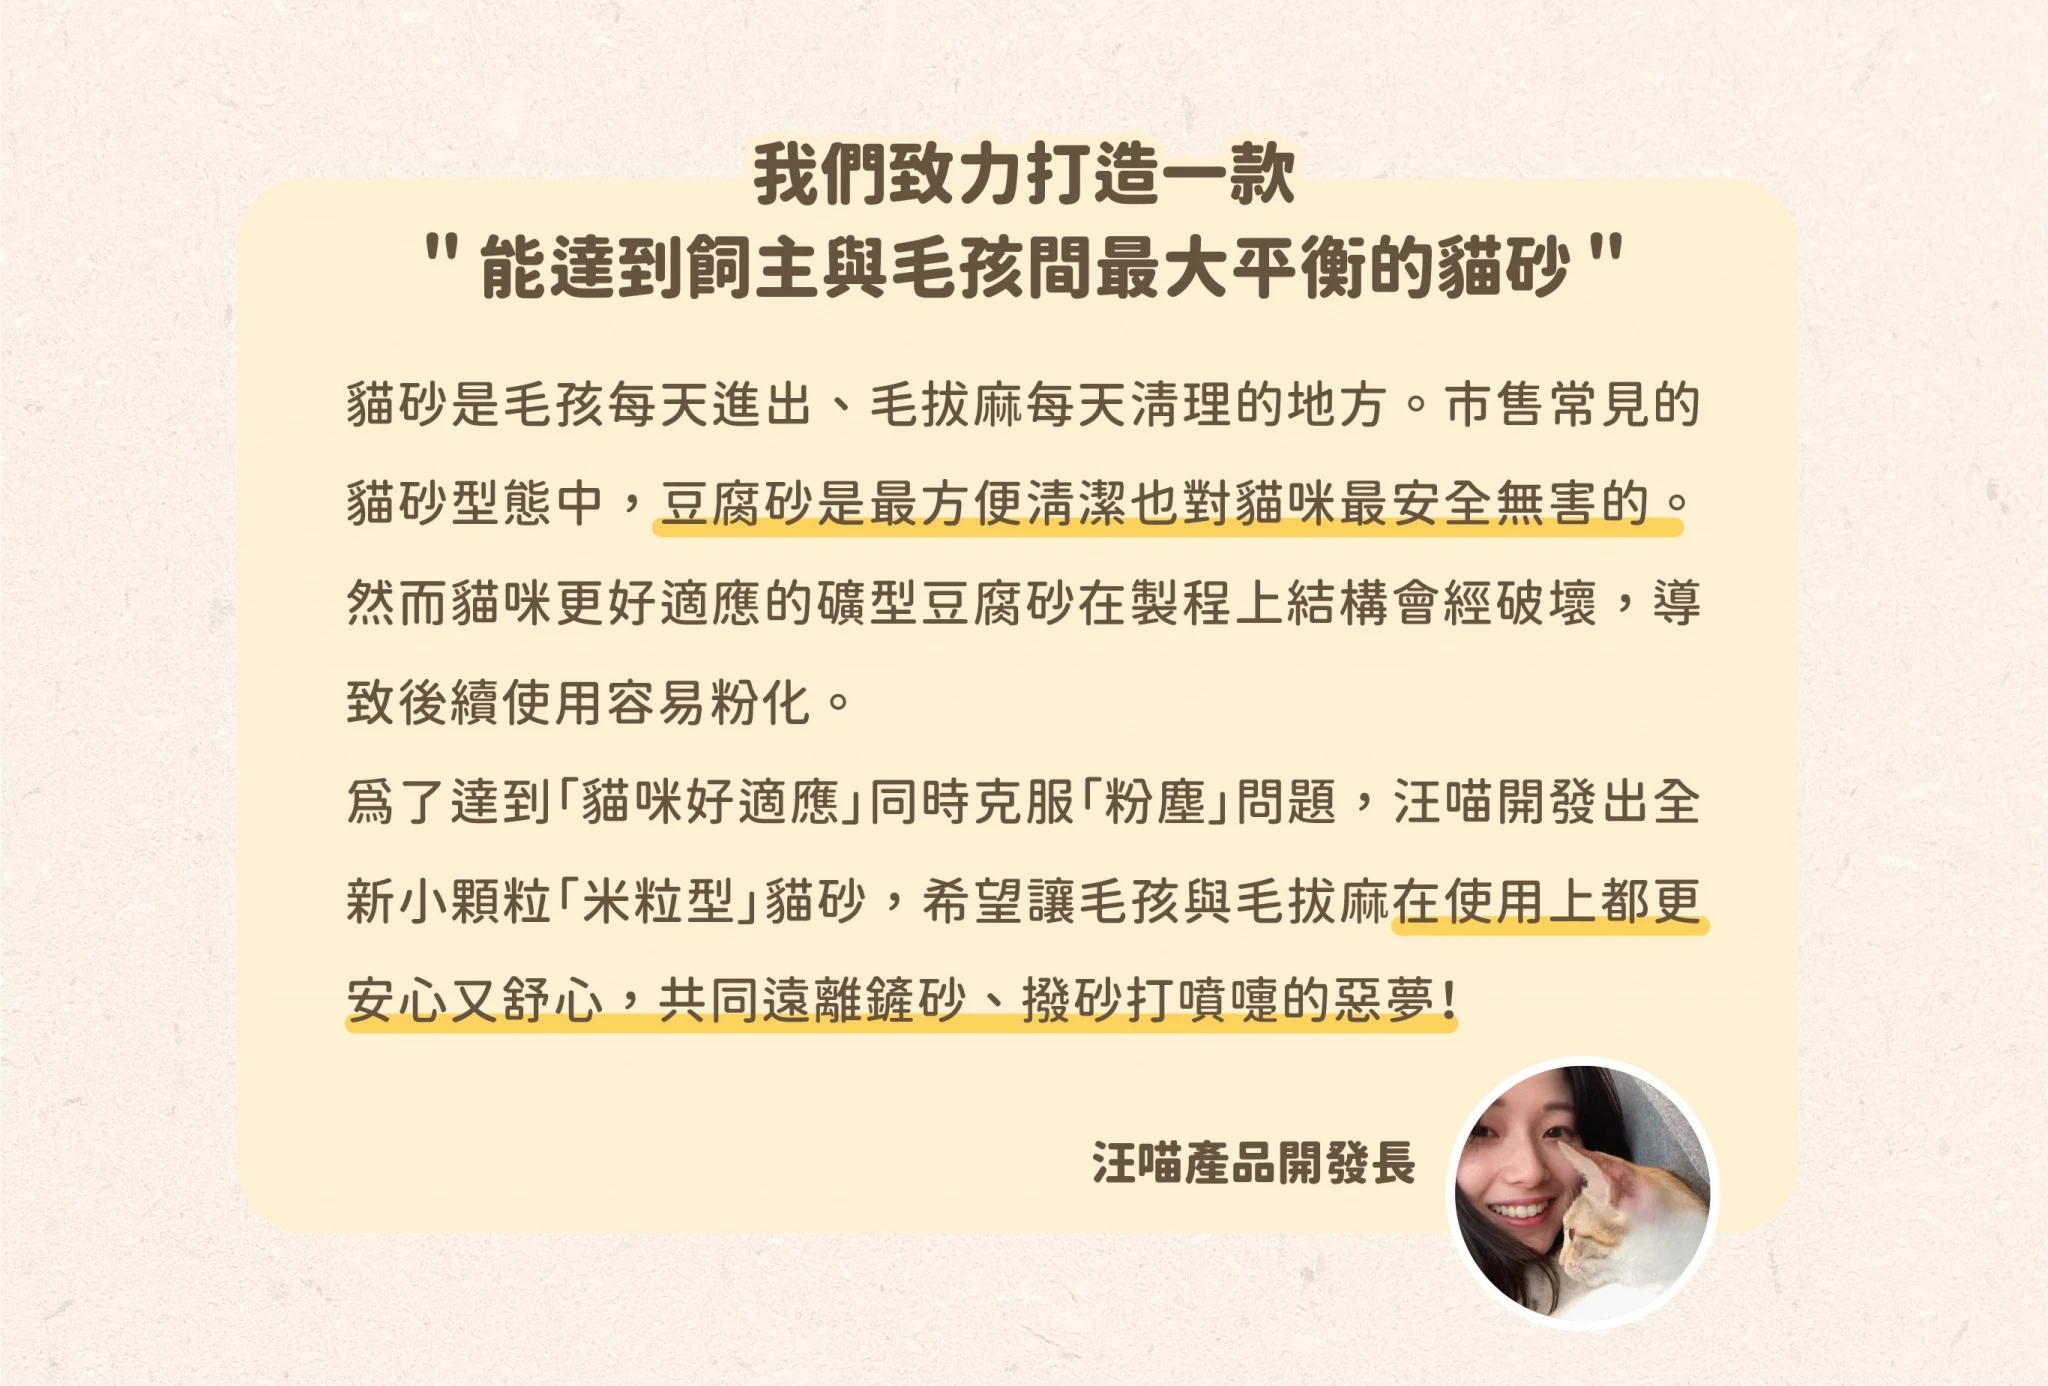 我們致力打造一款
"能達到飼主與毛孩間最大平衡的貓砂"
貓砂是毛孩每天進出、毛拔麻每天清理的地方。市售常見的
貓砂型態中，豆腐砂是最方便清潔也對貓咪最安全無害的。
然而貓咪更好適應的礦型豆腐砂在製程上結構會經破壞，導
致後續使用容易粉化。
為了達到「貓咪好適應」同時克服「粉塵」問題，汪喵開發出全
新小顆粒「米粒型」貓砂，希望讓毛孩與毛拔麻在使用上都更
安心又舒心，共同遠離鏟砂、撥砂打噴嚏的惡夢!
汪喵產品開發長